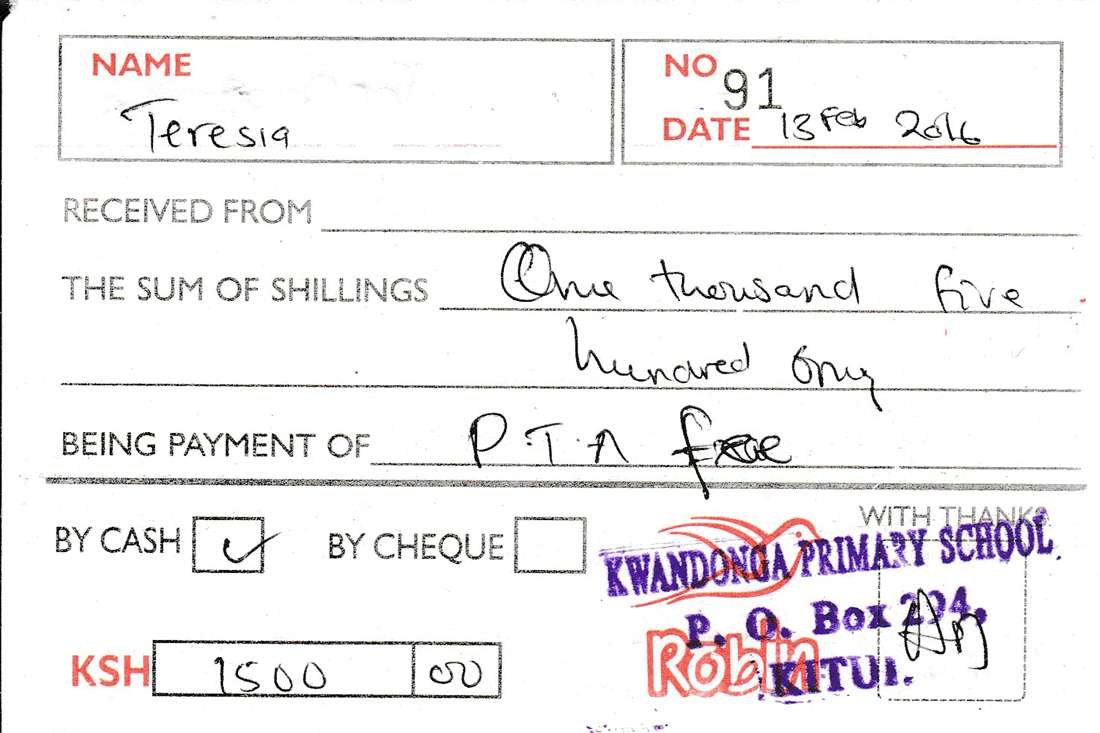 NAME
Teresia
NO 91
DATE 13 Feb 2016
RECEIVED FROM
THE SUM OF SHILLINGS One thousand five
hundred only
BEING PAYMENT OF P.T.A fee
BY CASH BY CHEQUE
WITH THANKS
KWANDONGA PRIMARY SCHOOL.
P. O. Box 294,
KITUI.
Robin
KSH 1500 00